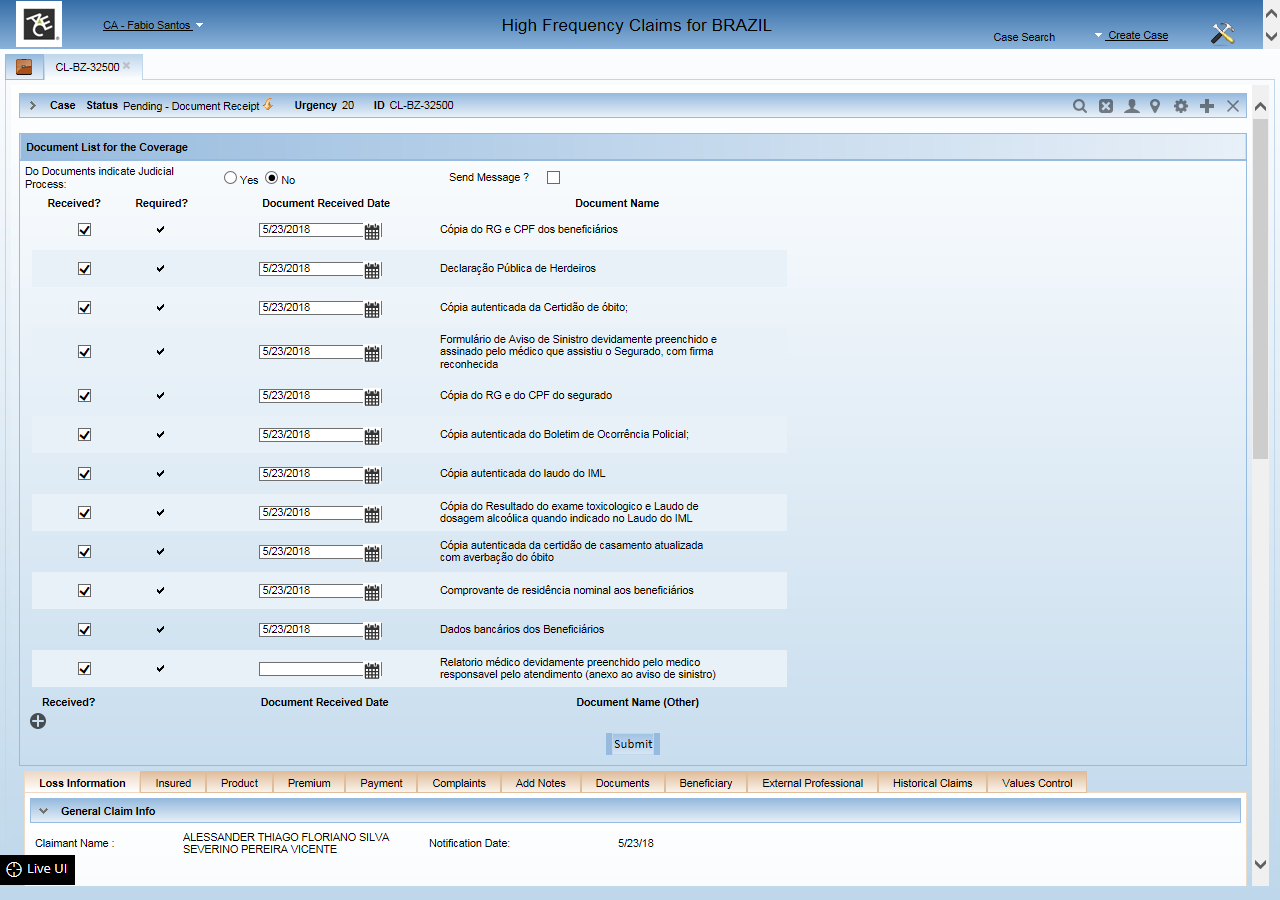 ACE
CA - Fabio Santos
High Frequency Claims for BRAZIL
Case Search
Create Case
CL-BZ-32500
Case Status Pending - Document Receipt Urgency 20 ID CL-BZ-32500
Document List for the Coverage
Do Documents indicate Judicial
Process:
Yes No
Send Message ?
Received? Required? Document Received Date Document Name
5/23/2018 Cópia do RG e CPF dos beneficiários
5/23/2018 Declaração Pública de Herdeiros
5/23/2018 Cópia autenticada da Certidão de óbito;
5/23/2018 Formulário de Aviso de Sinistro devidamente preenchido e
assinado pelo médico que assistiu o Segurado, com firma
reconhecida
5/23/2018 Cópia do RG e do CPF do segurado
5/23/2018 Cópia autenticada do Boletim de Ocorrência Policial;
5/23/2018 Cópia autenticada do laudo do IML
5/23/2018 Cópia do Resultado do exame toxicologico e Laudo de
dosagem alcoólica quando indicado no Laudo do IML
5/23/2018 Cópia autenticada da certidão de casamento atualizada
com averbação do óbito
5/23/2018 Comprovante de residência nominal aos beneficiários
5/23/2018 Dados bancários dos Beneficiários
Relatorio médico devidamente preenchido pelo medico
responsavel pelo atendimento (anexo ao aviso de sinistro)
Received? Document Received Date Document Name (Other)
Submit
Loss Information Insured Product Premium Payment Complaints Add Notes Documents Beneficiary External Professional Historical Claims Values Control
General Claim Info
Claimant Name : ALESSANDER THIAGO FLORIANO SILVA
SEVERINO PEREIRA VICENTE
Notification Date: 5/23/18
Live UI